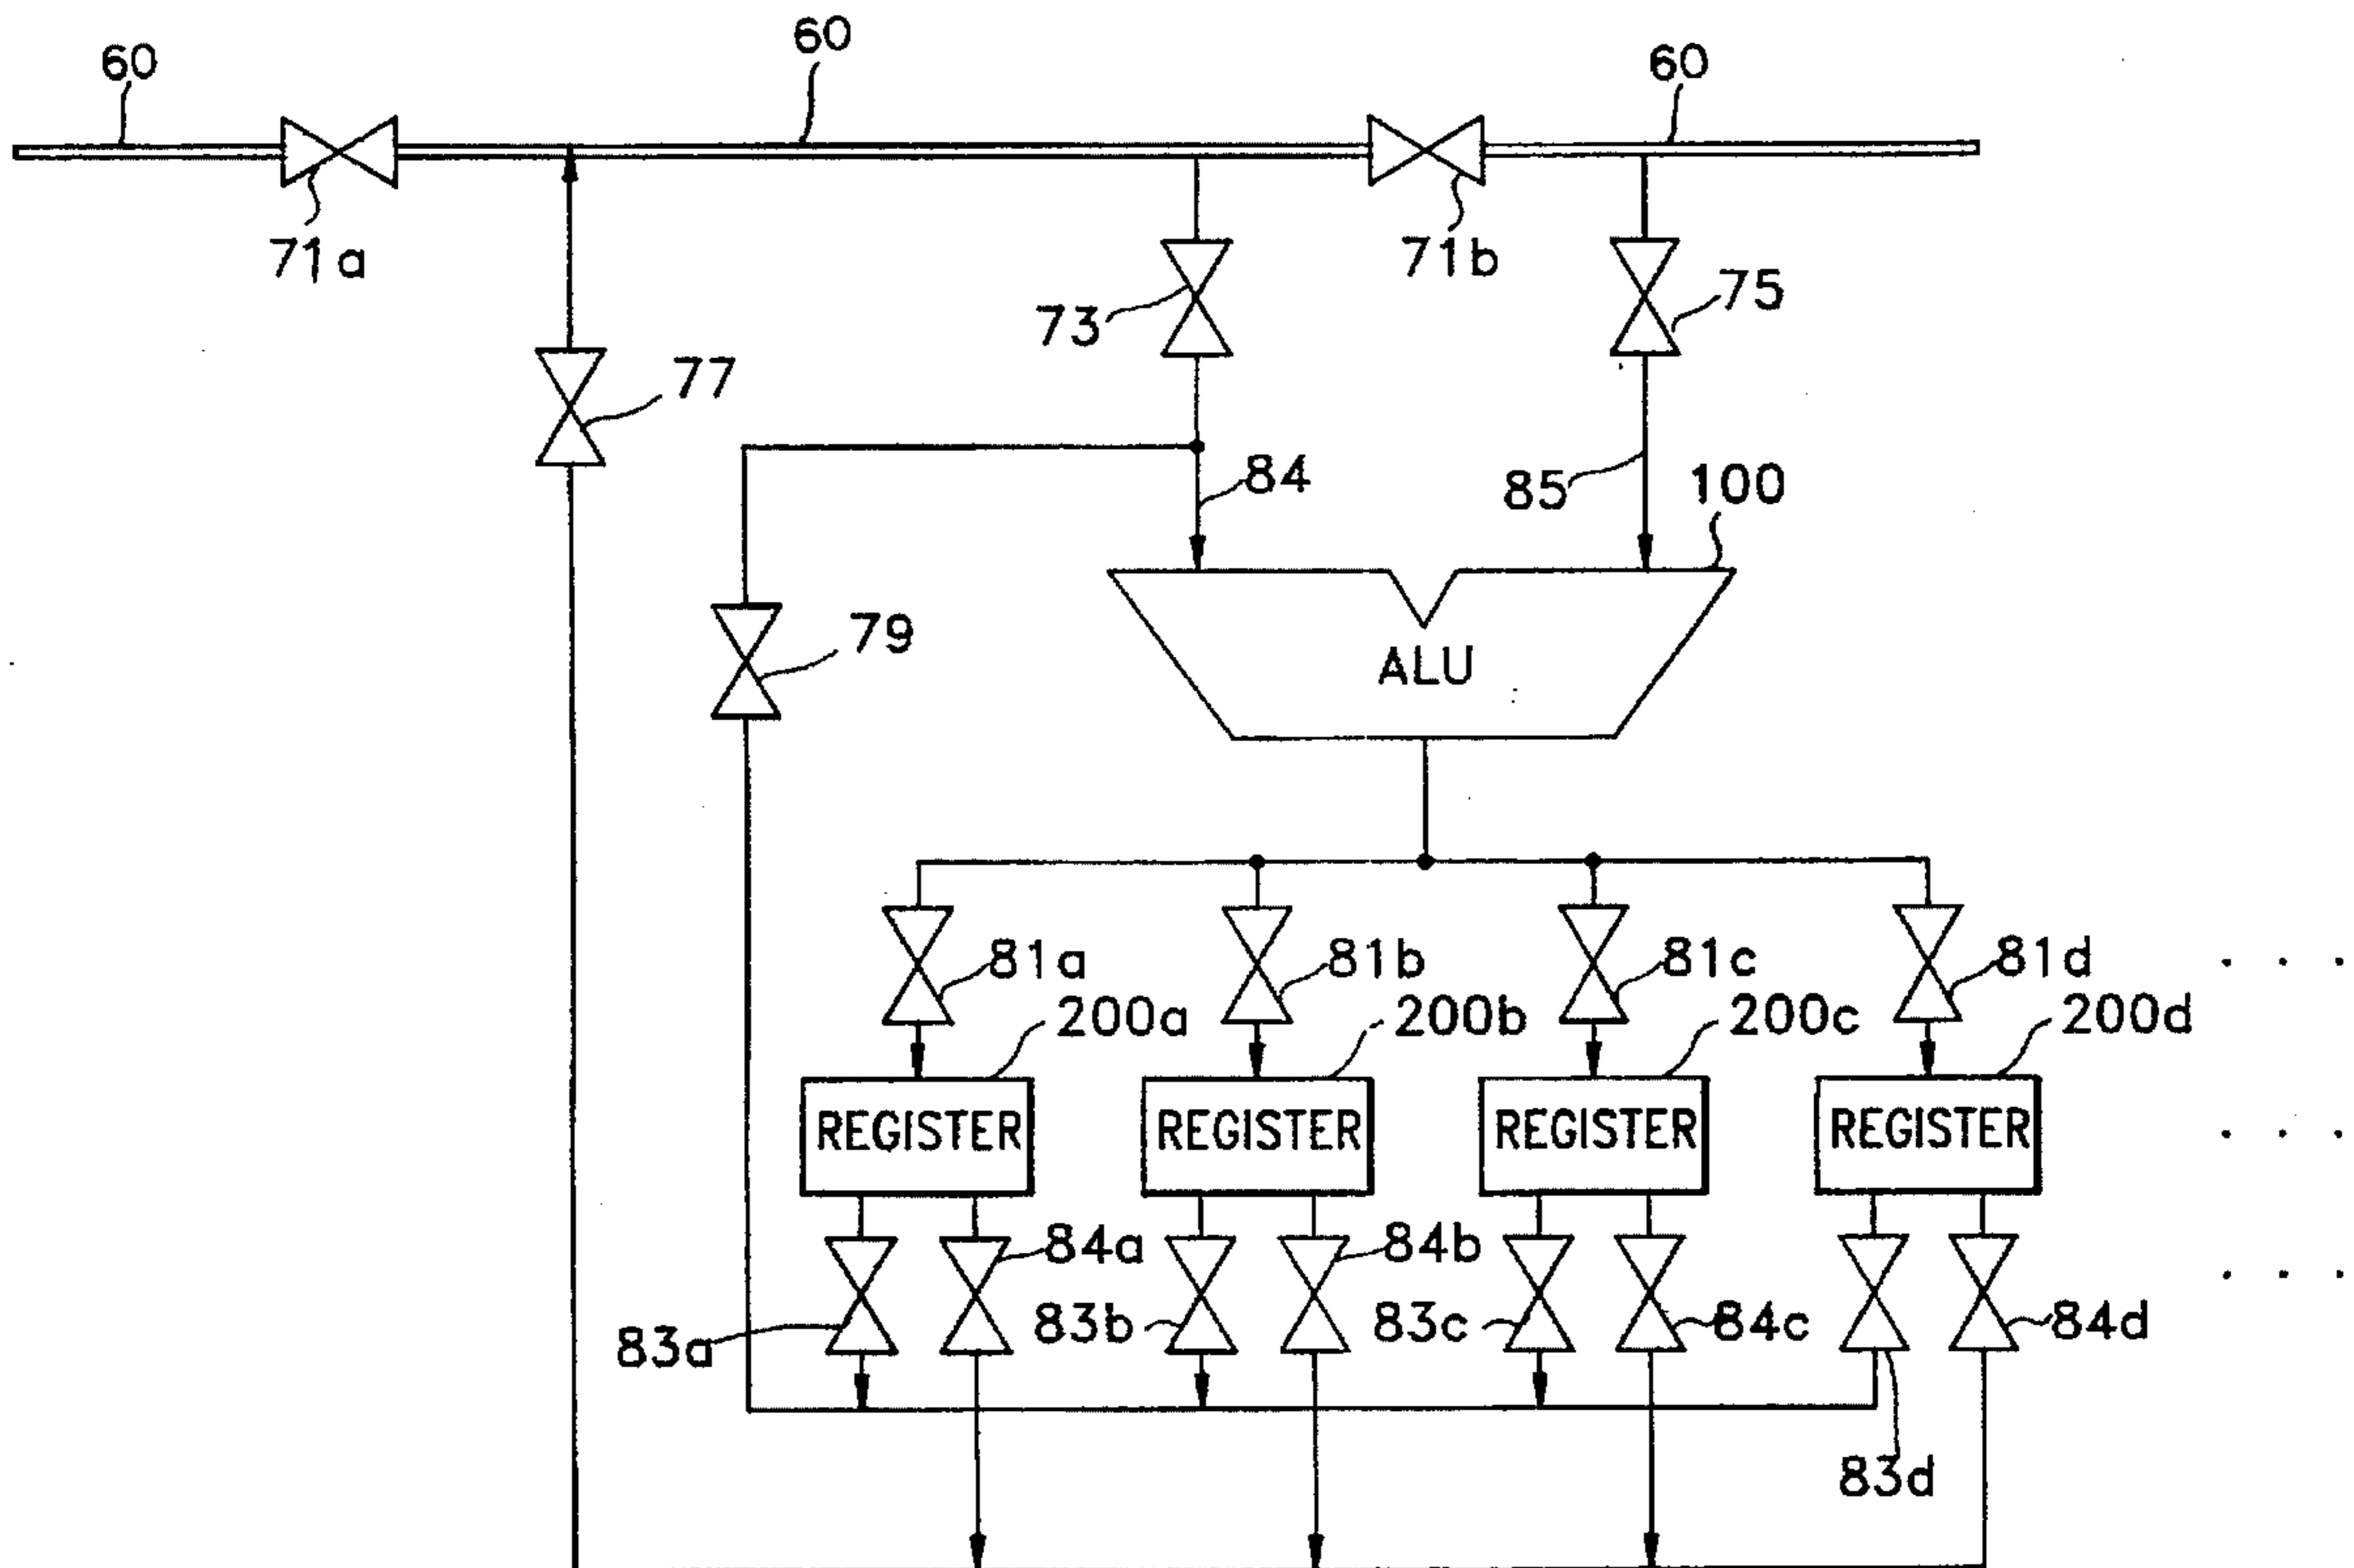 60
60
60
71a
71b
73
75
77
84
85
100
79
ALU
81a
81b
81c
81d
200a
200b
200c
200d
REGISTER
REGISTER
REGISTER
REGISTER
84a
84b
83a
83b
83c
84c
84d
83d